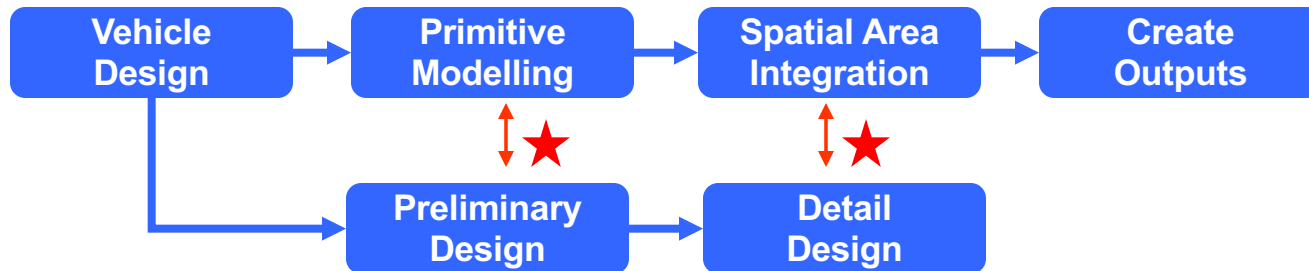 Vehicle
Design
Primitive
Modelling
Spatial Area
Integration
Create
Outputs
Preliminary
Design
Detail
Design